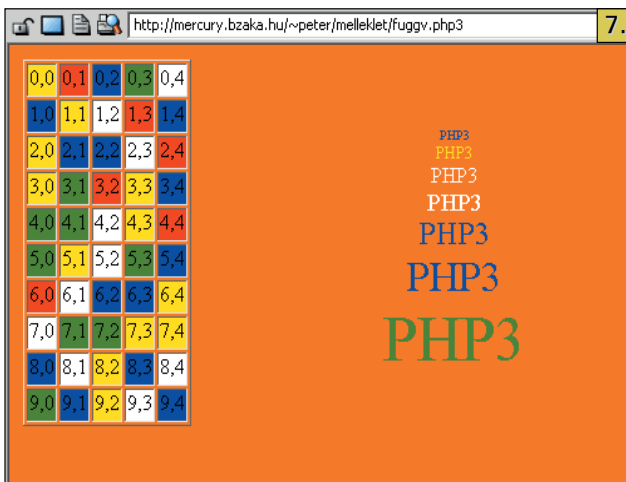 http://mercury.bzaka.hu/~peter/melleklet/fuggv.php3
7.
0,0 0,1 0,2 0,3 0,4
1,0 1,1 1,2 1,3 1,4
2,0 2,1 2,2 2,3 2,4
3,0 3,1 3,2 3,3 3,4
4,0 4,1 4,2 4,3 4,4
5,0 5,1 5,2 5,3 5,4
6,0 6,1 6,2 6,3 6,4
7,0 7,1 7,2 7,3 7,4
8,0 8,1 8,2 8,3 8,4
9,0 9,1 9,2 9,3 9,4
PHP3
PHP3
PHP3
PHP3
PHP3
PHP3
PHP3